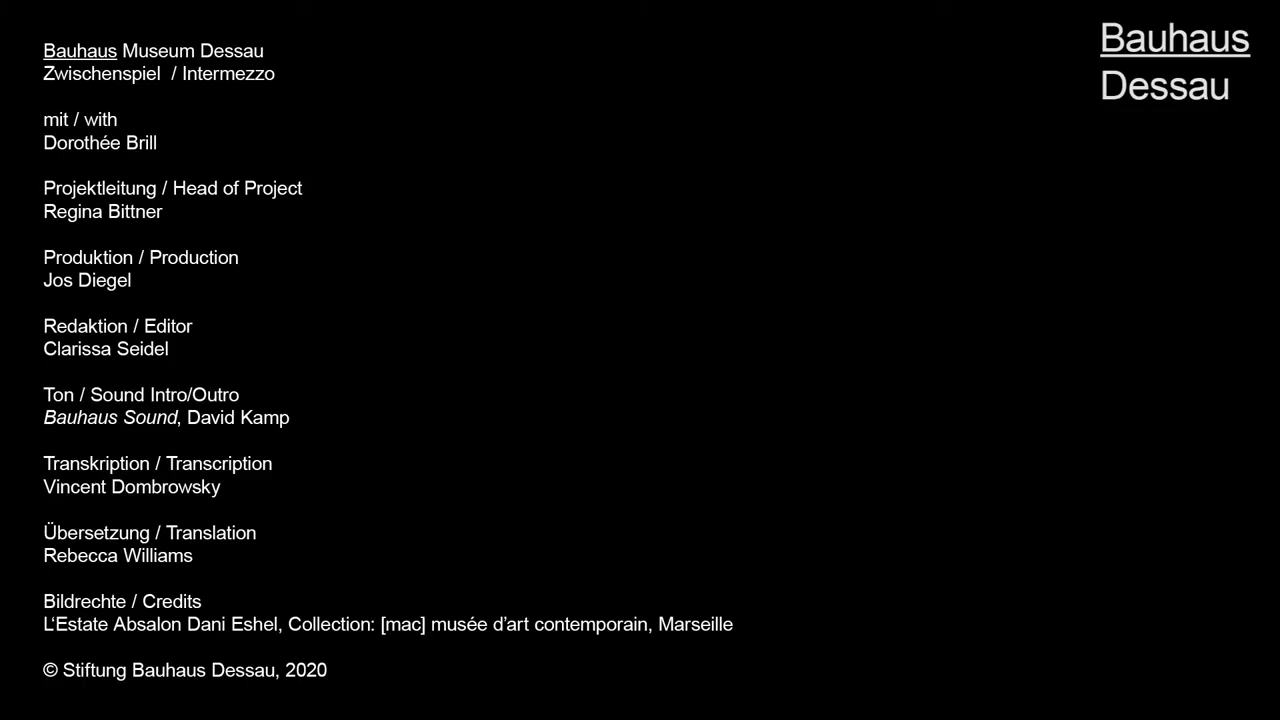 Bauhaus Museum Dessau
Zwischenspiel / Intermezzo
mit / with
Dorothée Brill
Projektleitung / Head of Project
Regina Bittner
Produktion / Production
Jos Diegel
Redaktion / Editor
Clarissa Seidel
Ton / Sound Intro/Outro
Bauhaus Sound, David Kamp
Transkription / Transcription
Vincent Dombrowsky
Übersetzung / Translation
Rebecca Williams
Bildrechte / Credits
L‘Estate Absalon Dani Eshel, Collection: [mac] musée d’art contemporain, Marseille
© Stiftung Bauhaus Dessau, 2020
Bauhaus
Dessau